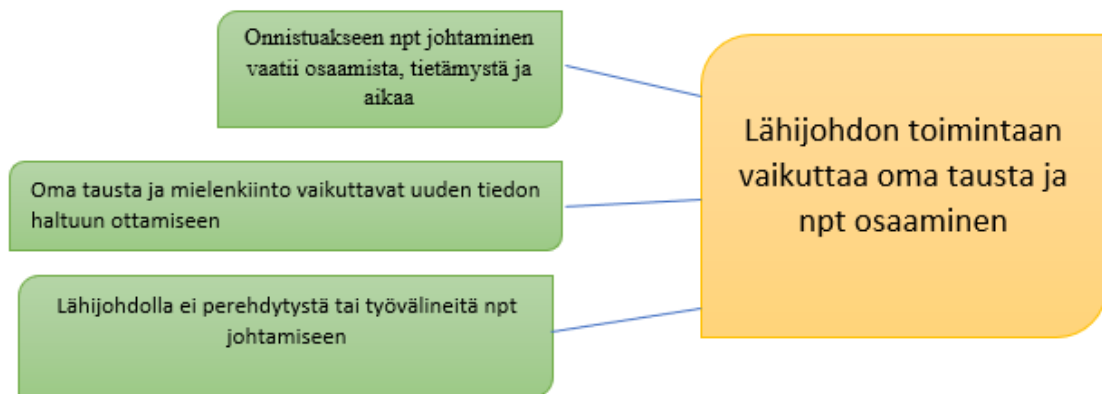 Onnistuakseen npt johtaminen
vaatii osaamista, tietämystä ja
aikaa
Oma tausta ja mielenkiinto vaikuttavat uuden tiedon
haltuun ottamiseen
Lähijohdolla ei perehdytystä tai työvälineitä npt
johtamiseen
Lähijohdon toimintaan
vaikuttaa oma tausta ja
npt osaaminen